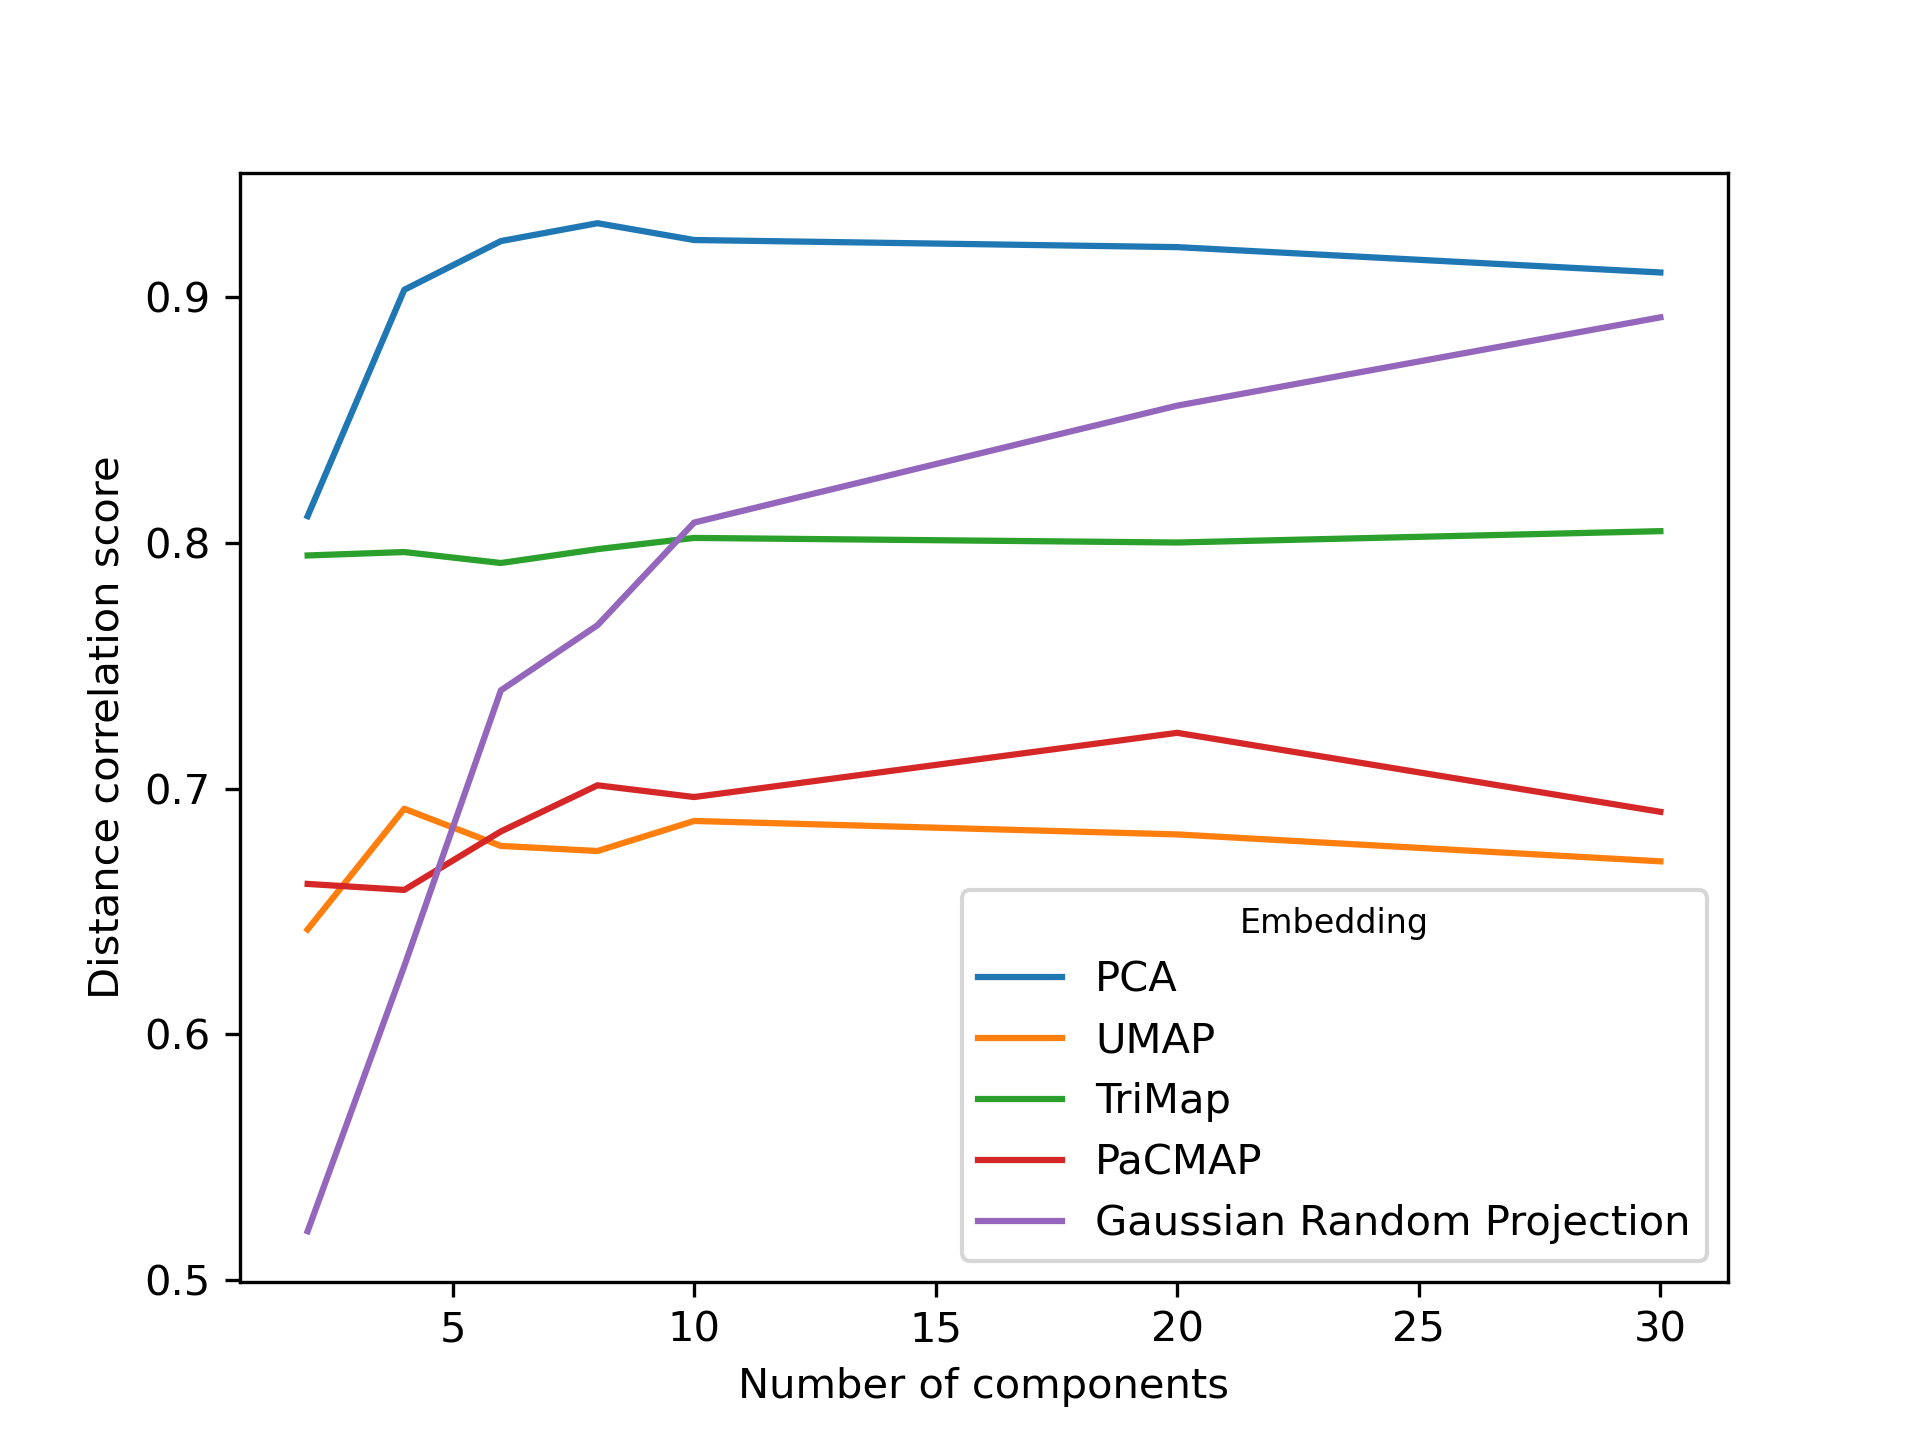 0.9
0.8
0.7
0.6
0.5
Distance correlation score
5 10 15 20 25 30
Number of components
Embedding
PCA
UMAP
TriMap
PaCMAP
Gaussian Random Projection